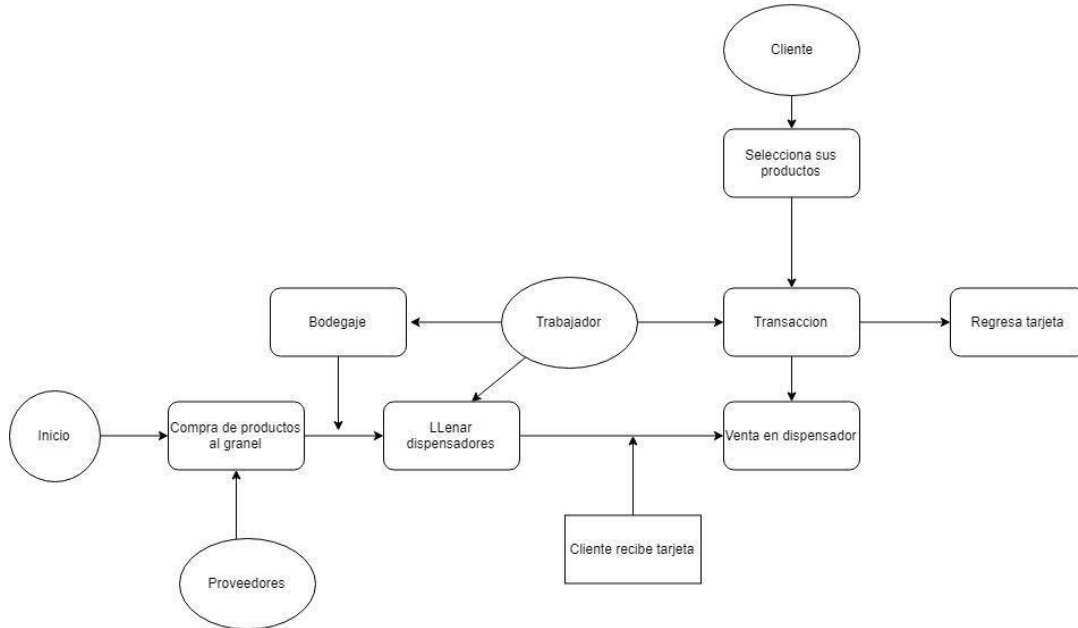 Cliente
Selecciona sus
productos
Bodegaje
Trabajador
Transaccion
Regresa tarjeta
Inicio
Compra de productos
al granel
LLenar
dispensadores
Venta en dispensador
Cliente recibe tarjeta
Proveedores